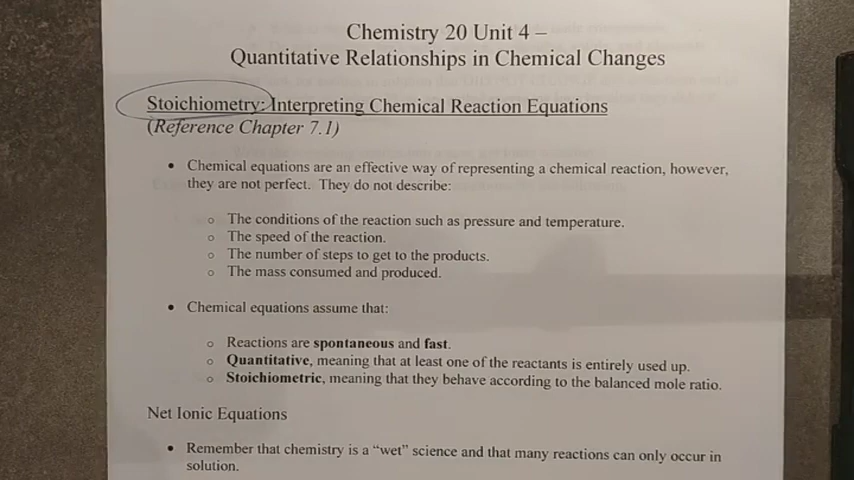 Chemistry 20 Unit 4 –
Quantitative Relationships in Chemical Changes
Stoichiometry: Interpreting Chemical Reaction Equations
(Reference Chapter 7.1)
• Chemical equations are an effective way of representing a chemical reaction, however,
they are not perfect. They do not describe:
o The conditions of the reaction such as pressure and temperature.
o The speed of the reaction.
o The number of steps to get to the products.
o The mass consumed and produced.
• Chemical equations assume that:
o Reactions are spontaneous and fast.
o Quantitative, meaning that at least one of the reactants is entirely used up.
o Stoichiometric, meaning that they behave according to the balanced mole ratio.
Net Ionic Equations
• Remember that chemistry is a “wet” science and that many reactions can only occur in
solution.